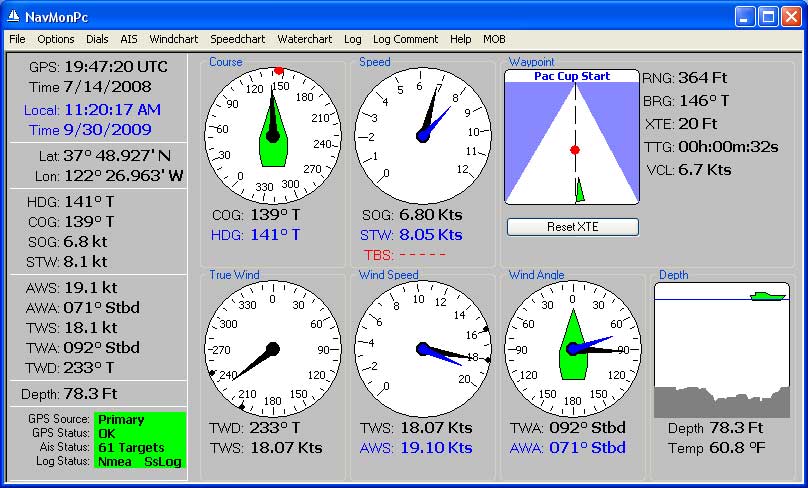 NavMonPc
File Options Dials AIS Windchart Speedchart Waterchart Log Log Comment Help MOB
GPS: 19:47:20 UTC
Time 7/14/2008
Local: 11:20:17 AM
Time 9/30/2009
Lat: 37° 48.927' N
Lon: 122° 26.963' W
HDG: 141° T
COG: 139° T
SOG: 6.8 kt
STW: 8.1 kt
AWS: 19.1 kt
AWA: 071° Stbd
TWS: 18.1 kt
TWA: 092° Stbd
TWD: 233° T
Depth: 78.3 Ft
GPS Source: Primary
GPS Status: OK
Ais Status: 61 Targets
Log Status: Nmea SsLog
Course
0 30 60 90 120 150 180 210 240 270 300 330
COG: 139° T
HDG: 141° T
Speed
0 1 2 3 4 5 6 7 8 9 10 11 12
SOG: 6.80 Kts
STW: 8.05 Kts
TBS: - - - - -
Waypoint
Pac Cup Start
RNG: 364 Ft
BRG: 146° T
XTE: 20 Ft
TTG: 00h:00m:32s
VCL: 6.7 Kts
Reset XTE
True Wind
0 30 60 90 120 150 180 210 240 270 300 330
TWD: 233° T
TWS: 18.07 Kts
Wind Speed
0 2 4 6 8 10 12 14 16 18 20
TWS: 18.07 Kts
AWS: 19.10 Kts
Wind Angle
0 30 60 90 120 150 180 150 120 90 60 30
TWA: 092° Stbd
AWA: 071° Stbd
Depth
Depth 78.3 Ft
Temp 60.8 °F